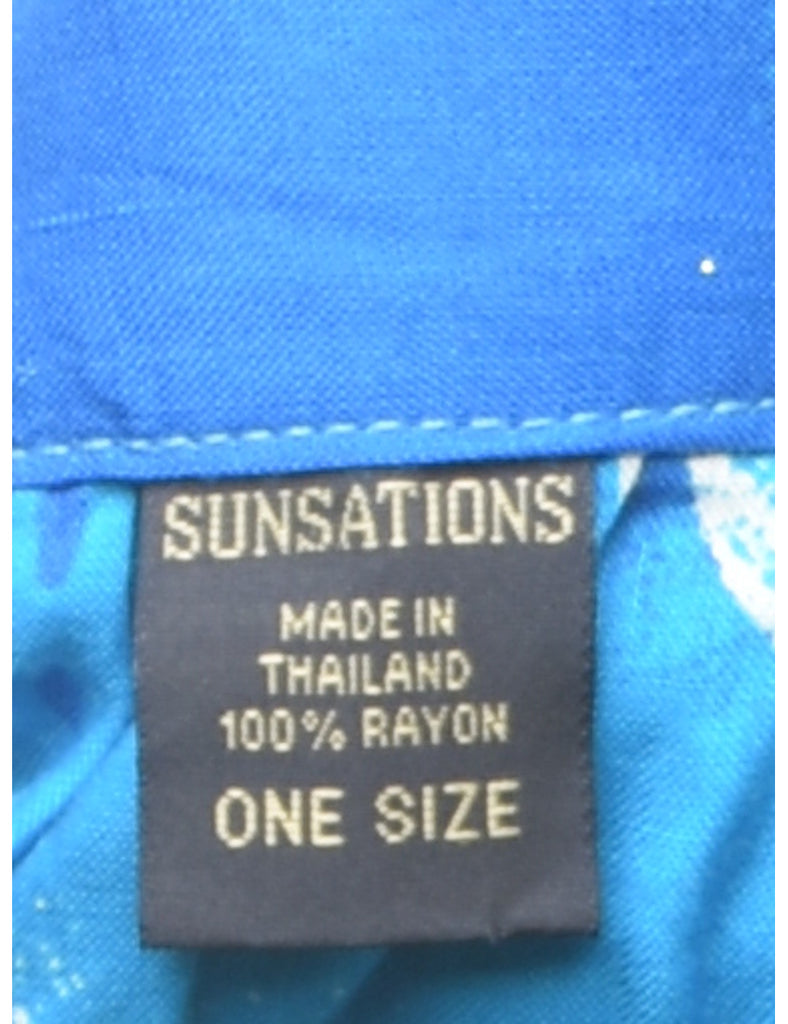 SUNSATIONS
MADE IN
THAILAND
100% RAYON
ONE SIZE